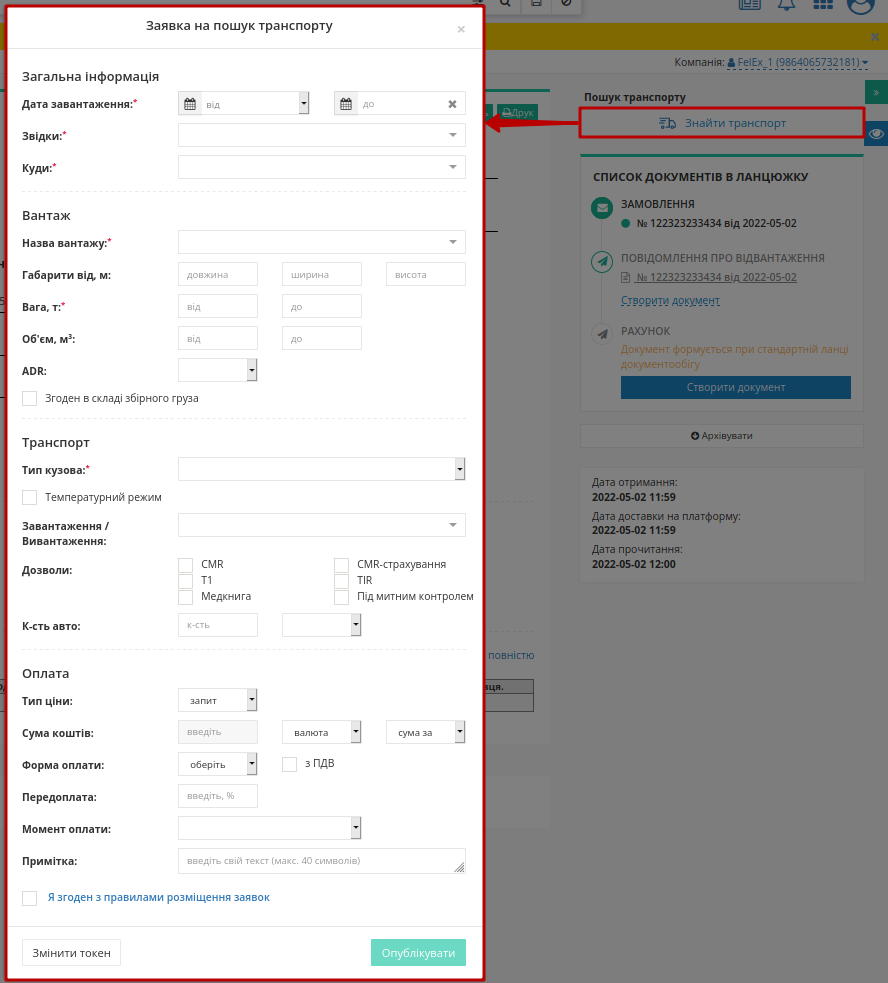 Заявка на пошук транспорту
×
Загальна інформація
Дата завантаження:* від до
Звідки:*
Куди:*
Вантаж
Назва вантажу:*
Габарити від, м: довжина ширина висота
Вага, т:* від до
Об'єм, м³: від до
ADR:
Згоден в складі збірного груза
Транспорт
Тип кузова:*
Температурний режим
Завантаження /
Вивантаження:
Дозволи: CMR CMR-страхування
T1 TIR
Медкнига Під митним контролем
К-сть авто: к-сть
Оплата
Тип ціни: запит
Сума коштів: введіть валюта сума за
Форма оплати: оберіть з ПДВ
Передоплата: введіть, %
Момент оплати:
Примітка: введіть свій текст (макс. 40 символів)
Я згоден з правилами розміщення заявок
Змінити токен Опублікувати
Компанія: FelEx_1 (9864065732181)
Друк
Пошук транспорту
Знайти транспорт
СПИСОК ДОКУМЕНТІВ В ЛАНЦЮЖКУ
ЗАМОВЛЕННЯ
№ 122323233434 від 2022-05-02
ПОВІДОМЛЕННЯ ПРО ВІДВАНТАЖЕННЯ
№ 122323233434 від 2022-05-02
Створити документ
РАХУНОК
Документ формується при стандартній ланці
документообігу
Створити документ
Архівувати
Дата отримання:
2022-05-02 11:59
Дата доставки на платформу:
2022-05-02 11:59
Дата прочитання:
2022-05-02 12:00
повністю